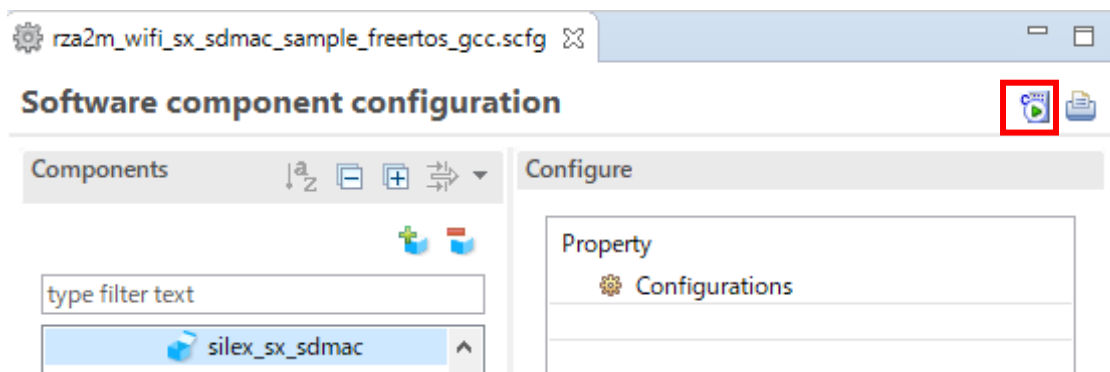 rza2m_wifi_sx_sdmac_sample_freertos_gcc.scfg
Software component configuration
Components
Configure
type filter text
silex_sx_sdmac
Property
Configurations